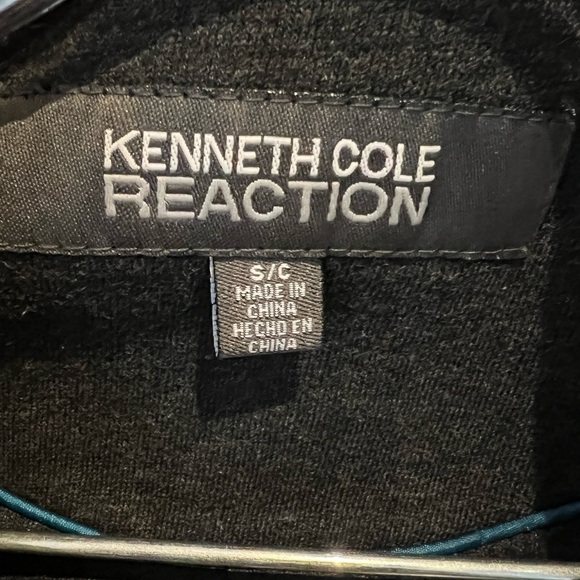 KENNETH COLE
REACTION
S/C
MADE IN
CHINA
HECHO EN
CHINA